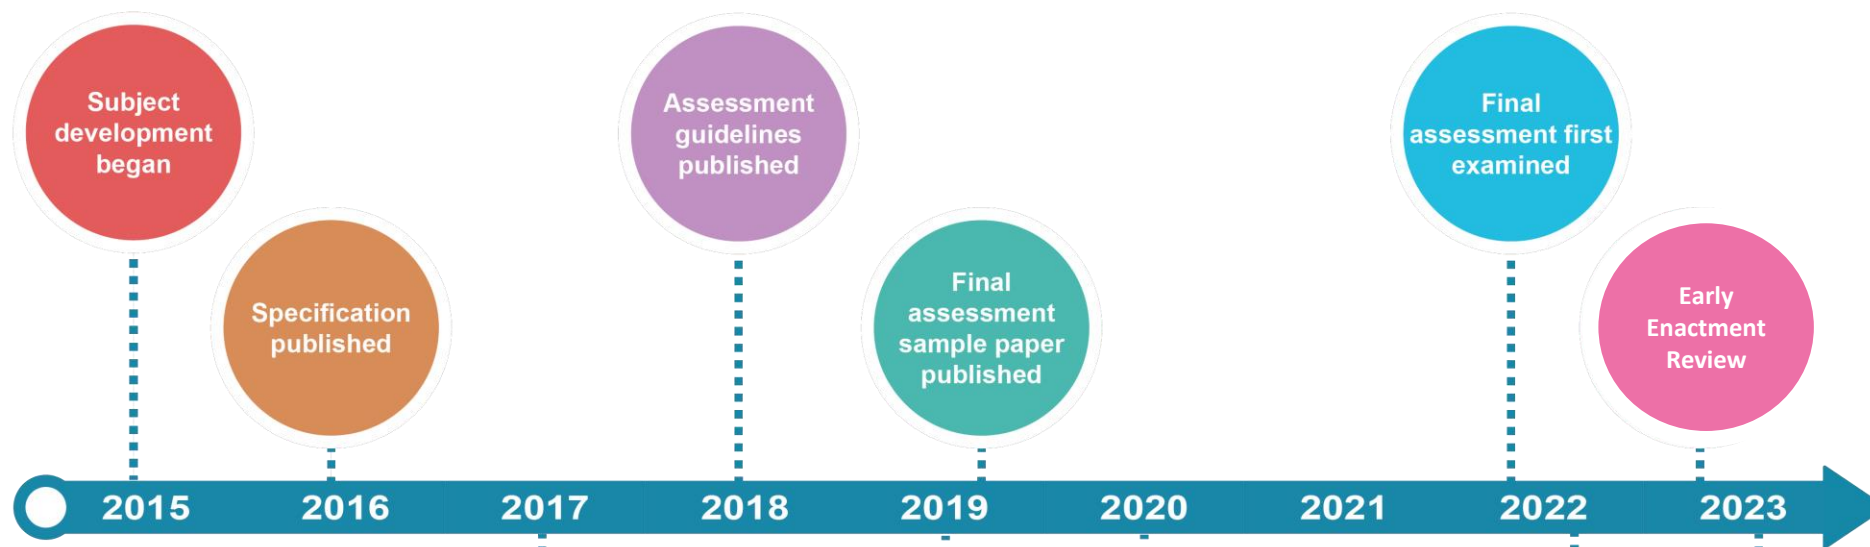 Subject
development
began
Specification
published
Assessment
guidelines
published
Final
assessment
sample paper
published
Final
assessment first
examined
Early
Enactment
Review
2015 2016 2017 2018 2019 2020 2021 2022 2023